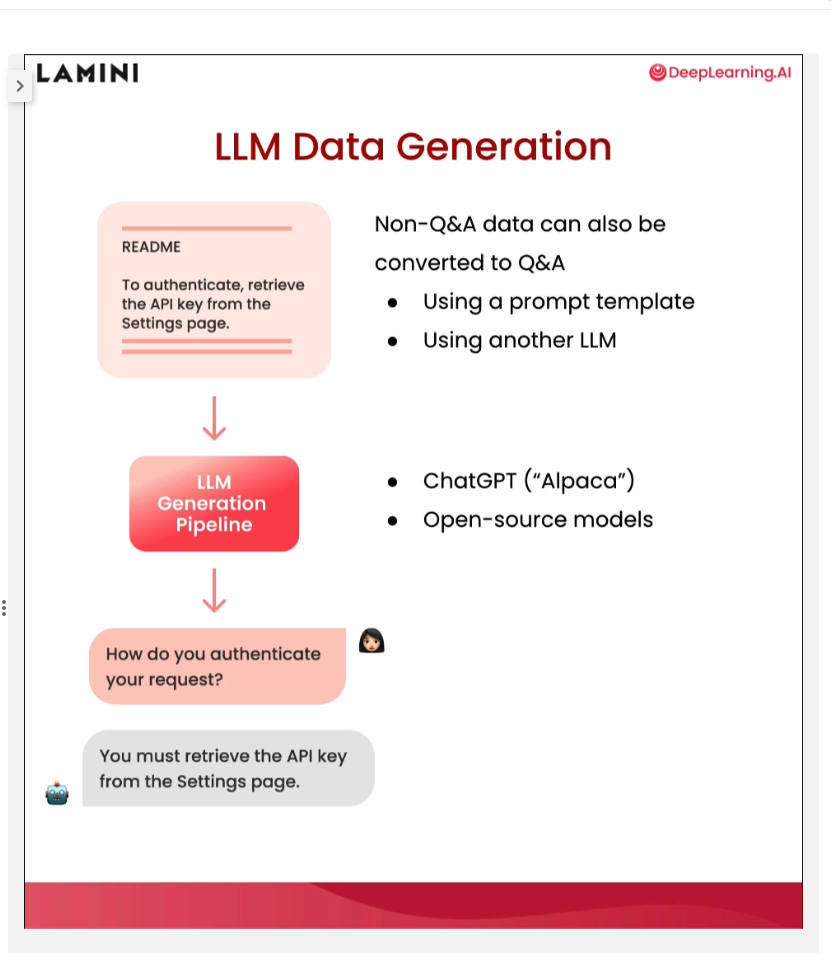 LAMINI
DeepLearning.AI
LLM Data Generation
README
To authenticate, retrieve
the API key from the
Settings page.
Non-Q&A data can also be
converted to Q&A
● Using a prompt template
● Using another LLM
LLM
Generation
Pipeline
● ChatGPT (“Alpaca”)
● Open-source models
How do you authenticate
your request?
You must retrieve the API key
from the Settings page.